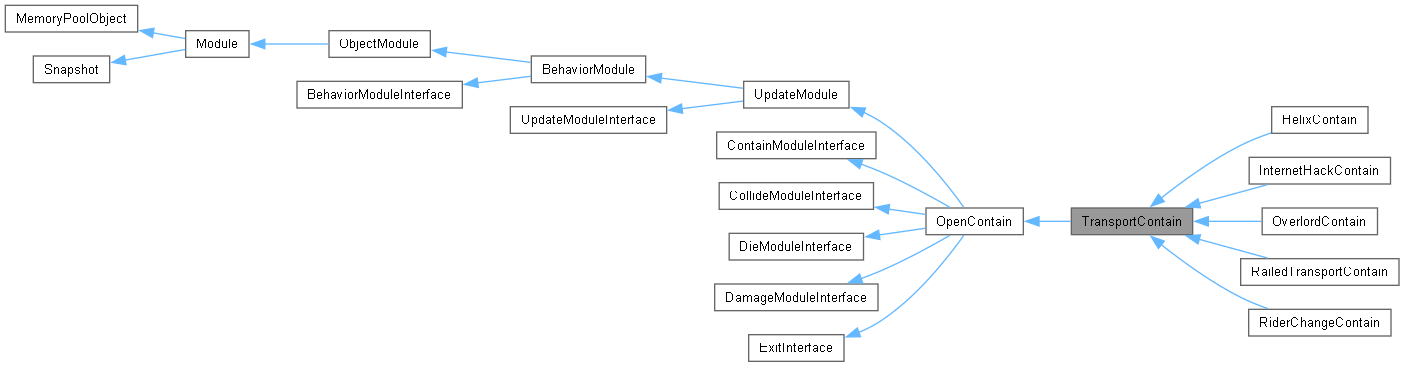 MemoryPoolObject
Snapshot
Module
ObjectModule
BehaviorModuleInterface
BehaviorModule
UpdateModuleInterface
UpdateModule
ContainModuleInterface
CollideModuleInterface
DieModuleInterface
DamageModuleInterface
ExitInterface
OpenContain
TransportContain
HelixContain
InternetHackContain
OverlordContain
RailedTransportContain
RiderChangeContain